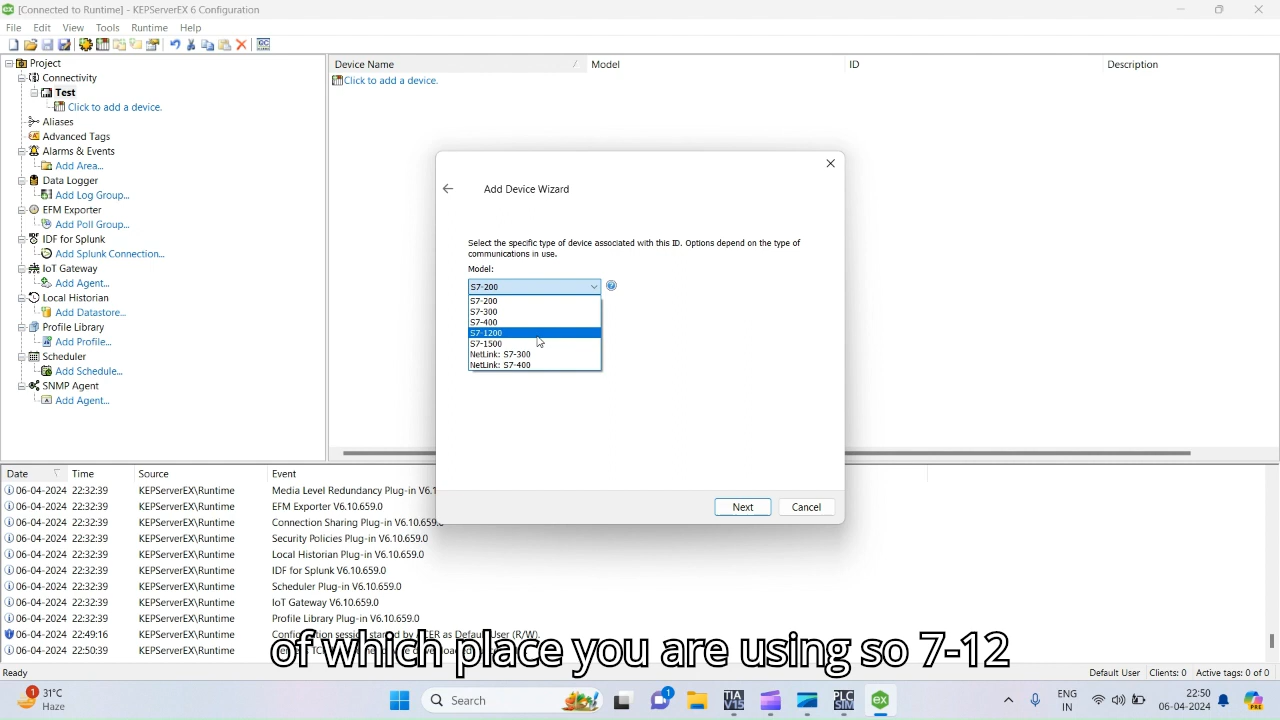 [Connected to Runtime] - KEPServerEX 6 Configuration
File Edit View Tools Runtime Help
Project
Connectivity
Test
Click to add a device.
Aliases
Advanced Tags
Alarms & Events
Add Area...
Data Logger
Add Log Group...
EFM Exporter
Add Poll Group...
IDF for Splunk
Add Splunk Connection...
IoT Gateway
Add Agent...
Local Historian
Add Datastore...
Profile Library
Add Profile...
Scheduler
Add Schedule...
SNMP Agent
Add Agent...
Device Name Model ID Description
Click to add a device.
Add Device Wizard
Select the specific type of device associated with this ID. Options depend on the type of
communications in use.
Model:
S7-200
S7-200
S7-300
S7-400
S7-1200
S7-1500
NetLink: S7-300
NetLink: S7-400
Next Cancel
Date Time Source Event
06-04-2024 22:32:39 KEPServerEX\Runtime Media Level Redundancy Plug-in V6.1
06-04-2024 22:32:39 KEPServerEX\Runtime EFM Exporter V6.10.659.0
06-04-2024 22:32:39 KEPServerEX\Runtime Connection Sharing Plug-in V6.10.659.
06-04-2024 22:32:39 KEPServerEX\Runtime Security Policies Plug-in V6.10.659.0
06-04-2024 22:32:39 KEPServerEX\Runtime Local Historian Plug-in V6.10.659.0
06-04-2024 22:32:39 KEPServerEX\Runtime IDF for Splunk V6.10.659.0
06-04-2024 22:32:39 KEPServerEX\Runtime Scheduler Plug-in V6.10.659.0
06-04-2024 22:32:39 KEPServerEX\Runtime IoT Gateway V6.10.659.0
06-04-2024 22:32:39 KEPServerEX\Runtime Profile Library Plug-in V6.10.659.0
06-04-2024 22:49:16 KEPServerEX\Runtime by ACER as Default User (R/W).
06-04-2024 22:50:39 KEPServerEX\Runtime
of which place you are using so 7-12
Ready Default User Clients: 0 Active tags: 0 of 0
31°C
Haze
1
Search
1
TIA
V15
PLC
SIM
ENG
IN
22:50
06-04-2024